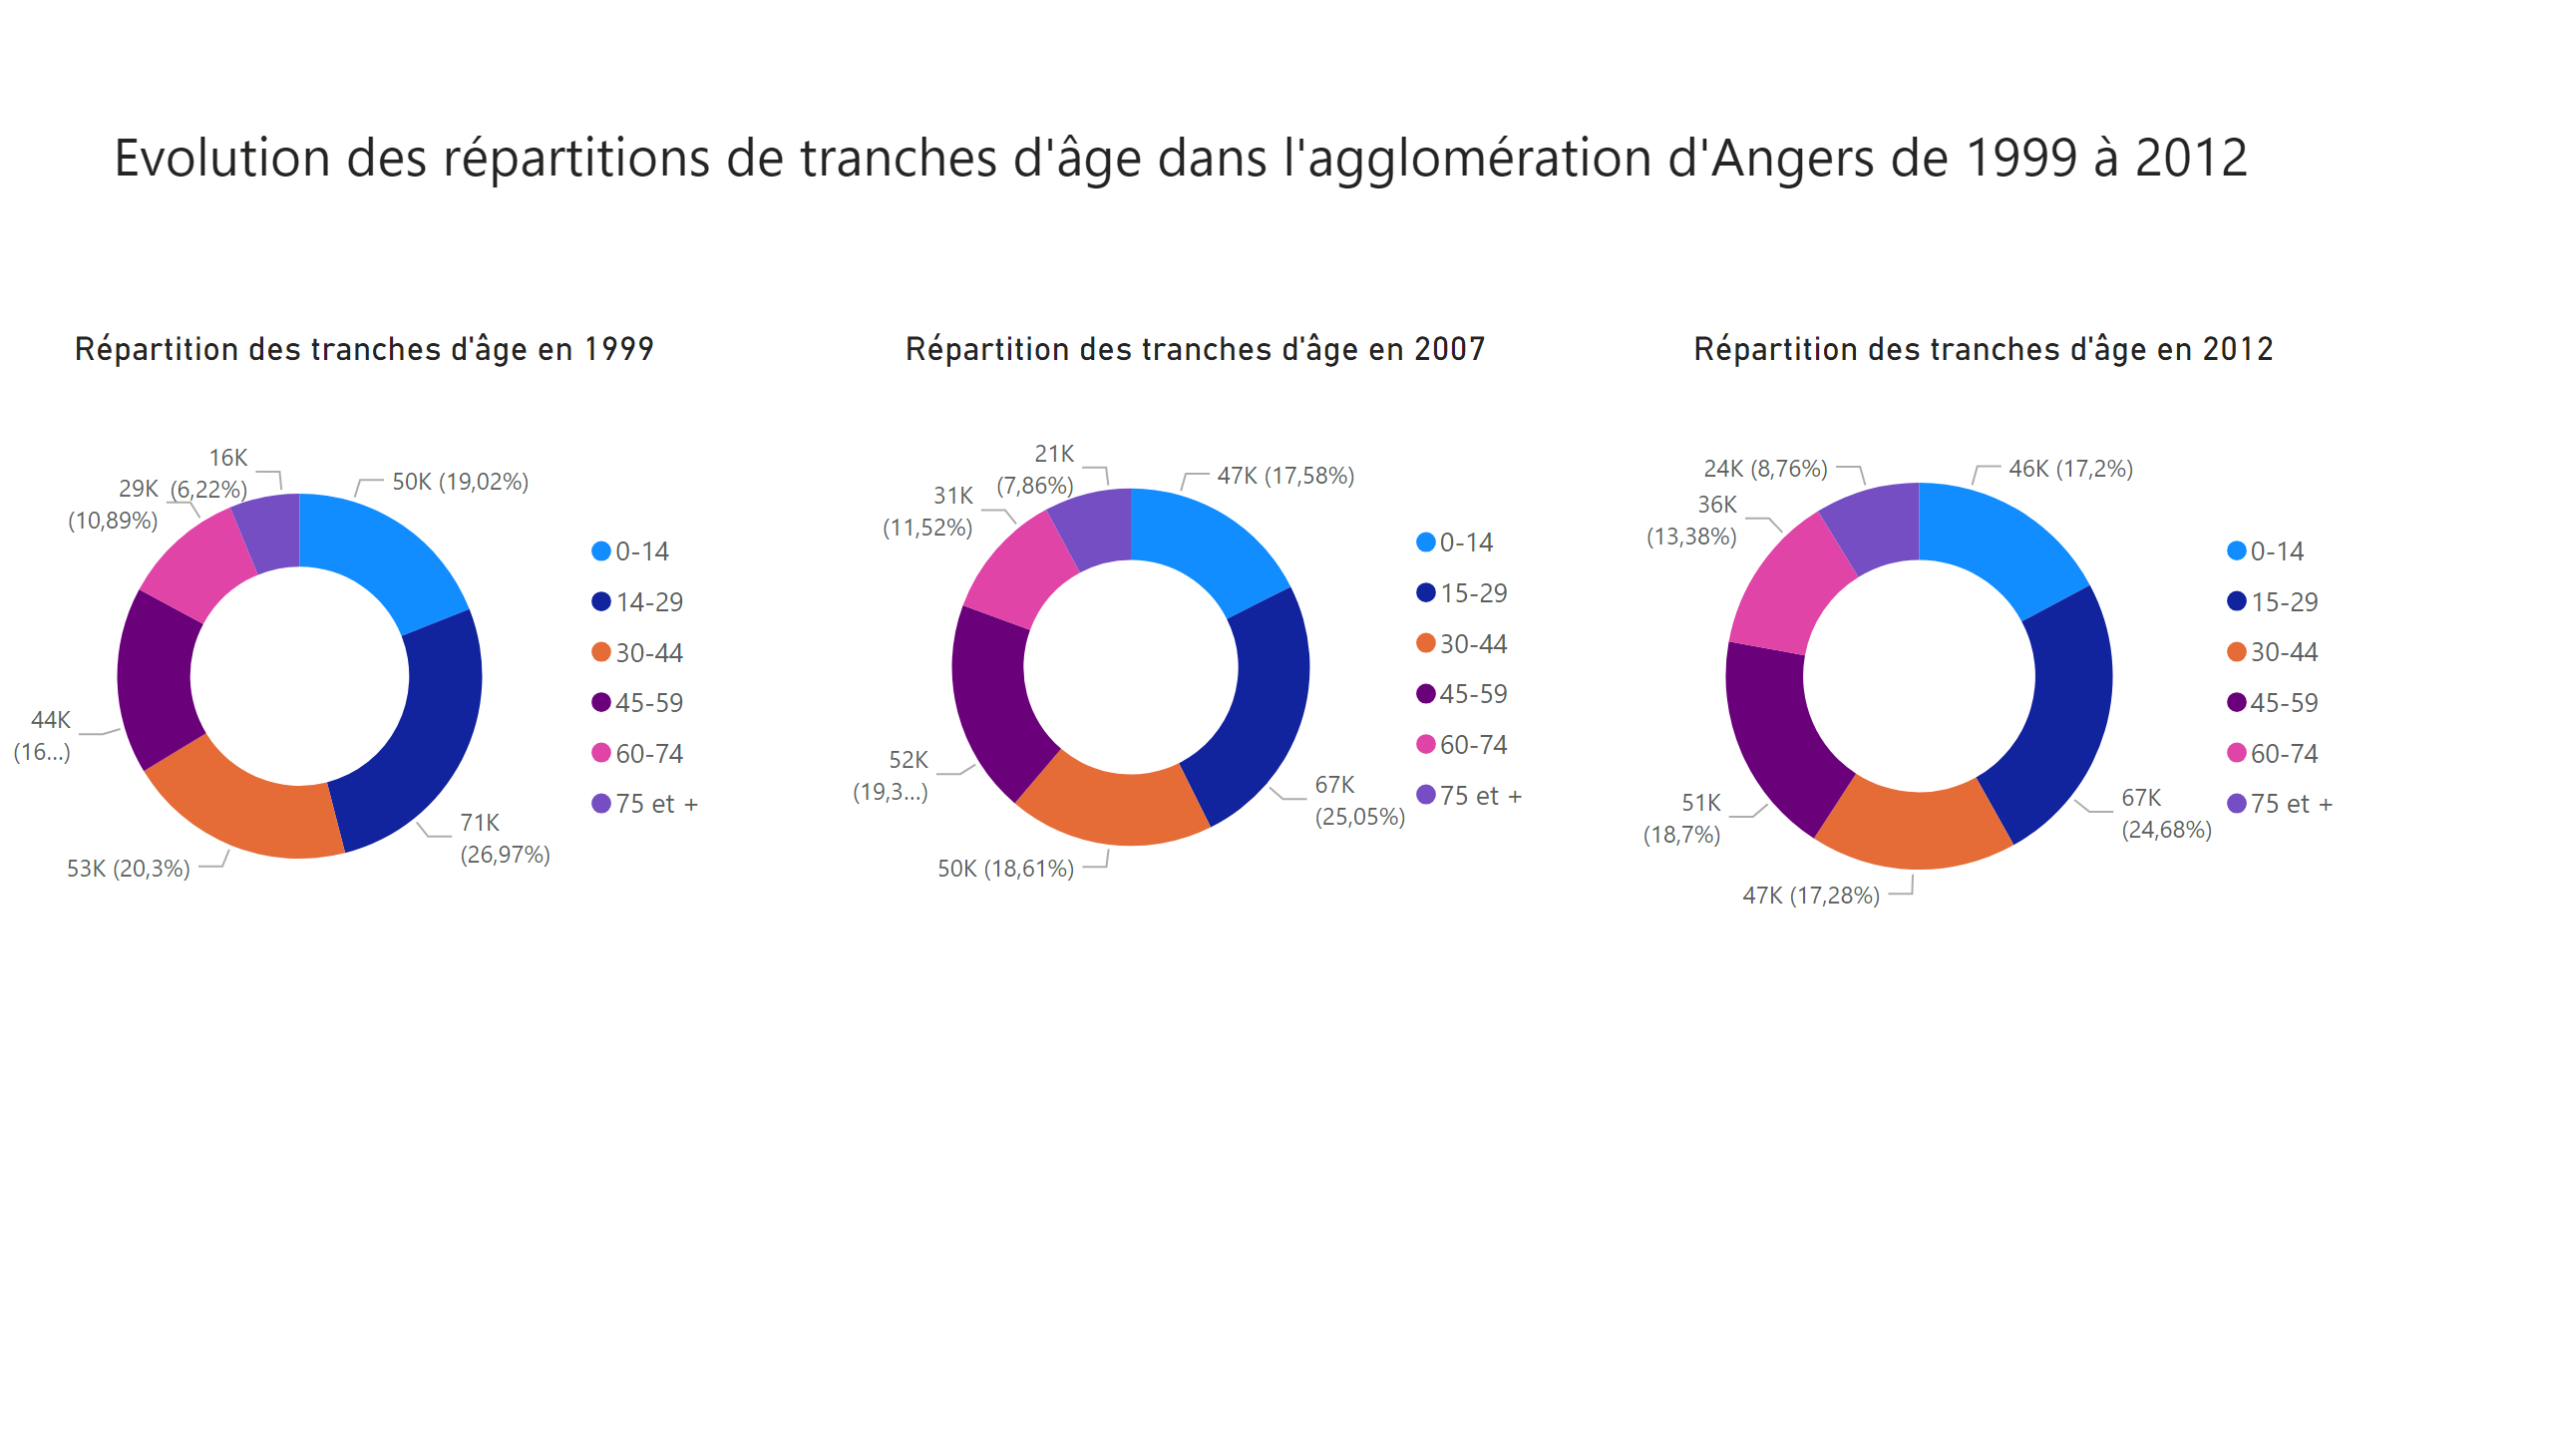 Evolution des répartitions de tranches d'âge dans l'agglomération d'Angers de 1999 à 2012
Répartition des tranches d'âge en 1999
16K
(6,22%)
50K (19,02%)
29K
(10,89%)
44K
(16...)
71K
(26,97%)
53K (20,3%)
0-14
14-29
30-44
45-59
60-74
75 et +
Répartition des tranches d'âge en 2007
21K
(7,86%)
47K (17,58%)
31K
(11,52%)
52K
(19,3...)
67K
(25,05%)
50K (18,61%)
0-14
15-29
30-44
45-59
60-74
75 et +
Répartition des tranches d'âge en 2012
24K (8,76%)
46K (17,2%)
36K
(13,38%)
51K
(18,7%)
67K
(24,68%)
47K (17,28%)
0-14
15-29
30-44
45-59
60-74
75 et +